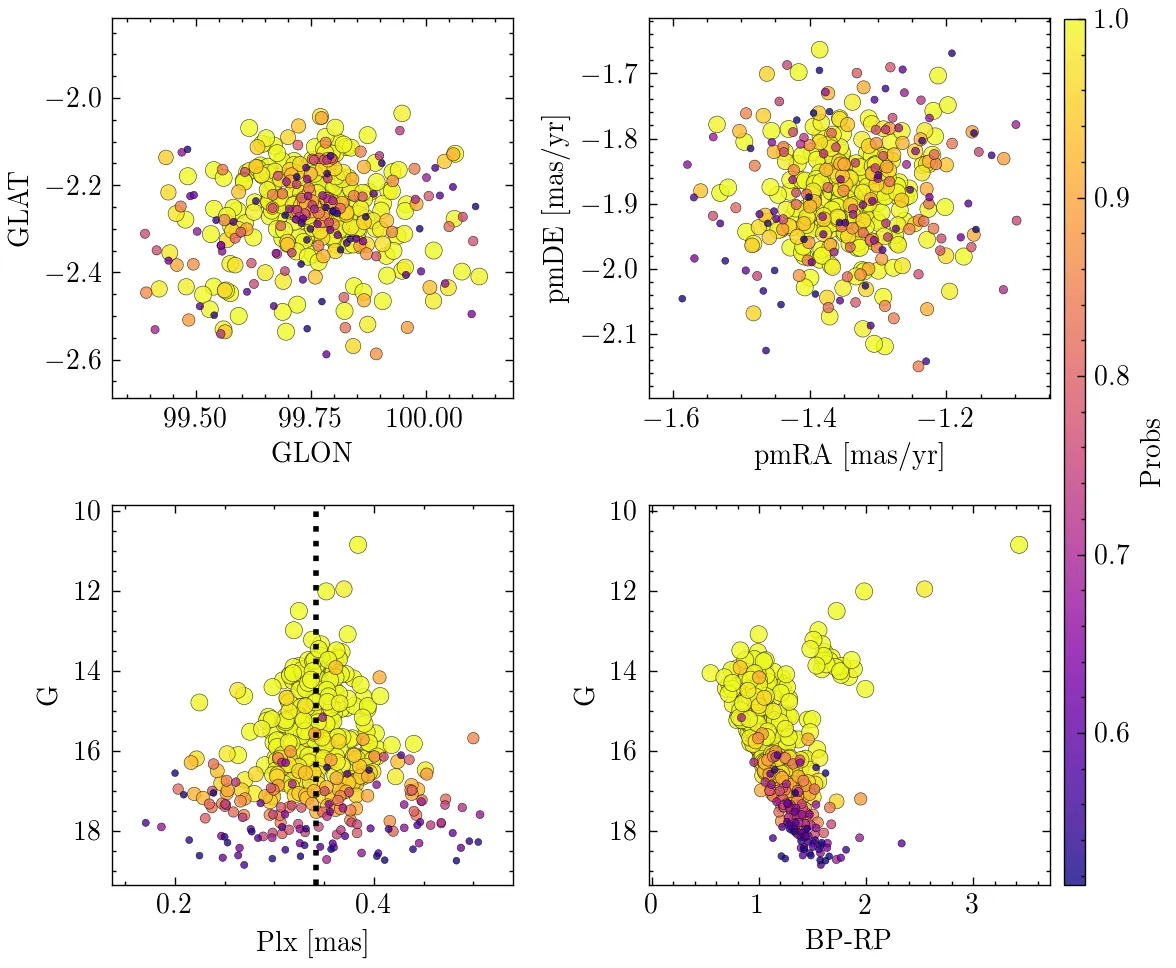 −2.0
−2.2
−2.4
−2.6
GLAT
99.50 99.75 100.00
GLON
−1.7
−1.8
−1.9
−2.0
−2.1
pmDE [mas/yr]
−1.6 −1.4 −1.2
pmRA [mas/yr]
1.0
0.9
0.8
0.7
0.6
Probs
10
12
14
16
18
G
0.2 0.4
Plx [mas]
10
12
14
16
18
G
0 1 2 3
BP-RP